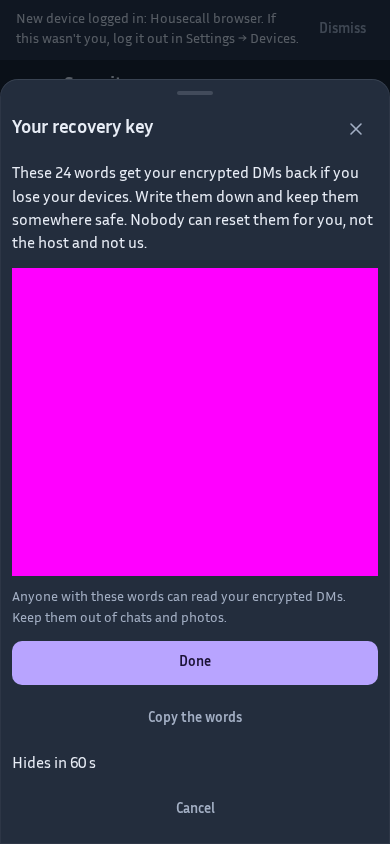 New device logged in: Housecall browser. If
this wasn't you, log it out in Settings → Devices.
Dismiss
Your recovery key
These 24 words get your encrypted DMs back if you
lose your devices. Write them down and keep them
somewhere safe. Nobody can reset them for you, not
the host and not us.
Anyone with these words can read your encrypted DMs.
Keep them out of chats and photos.
Done
Copy the words
Hides in 60 s
Cancel